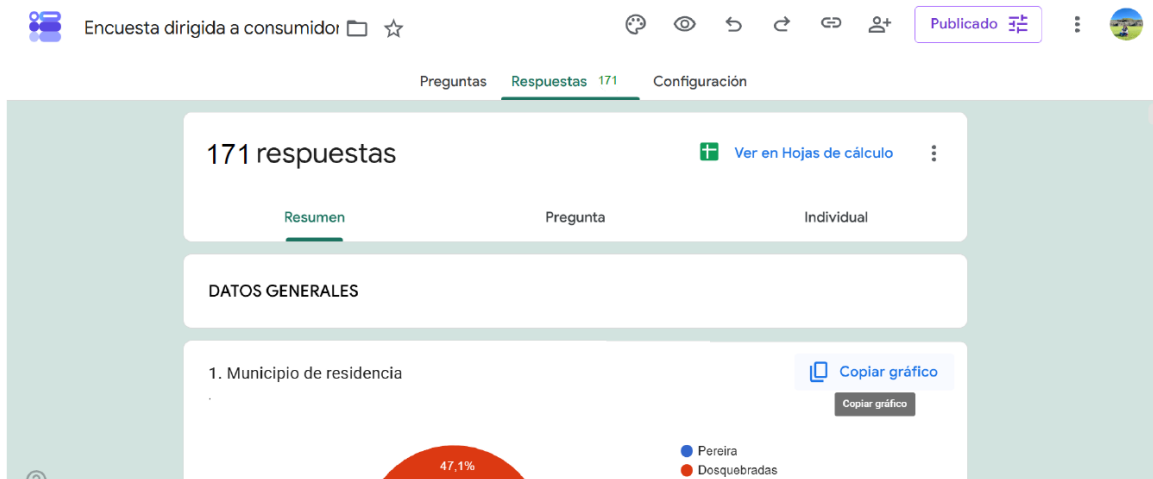 Encuesta dirigida a consumidor
Publicado
Preguntas Respuestas 171 Configuración
171 respuestas
Ver en Hojas de cálculo
Resumen Pregunta Individual
DATOS GENERALES
1. Municipio de residencia
Copiar gráfico
Copiar gráfico
47,1%
Pereira
Dosquebradas